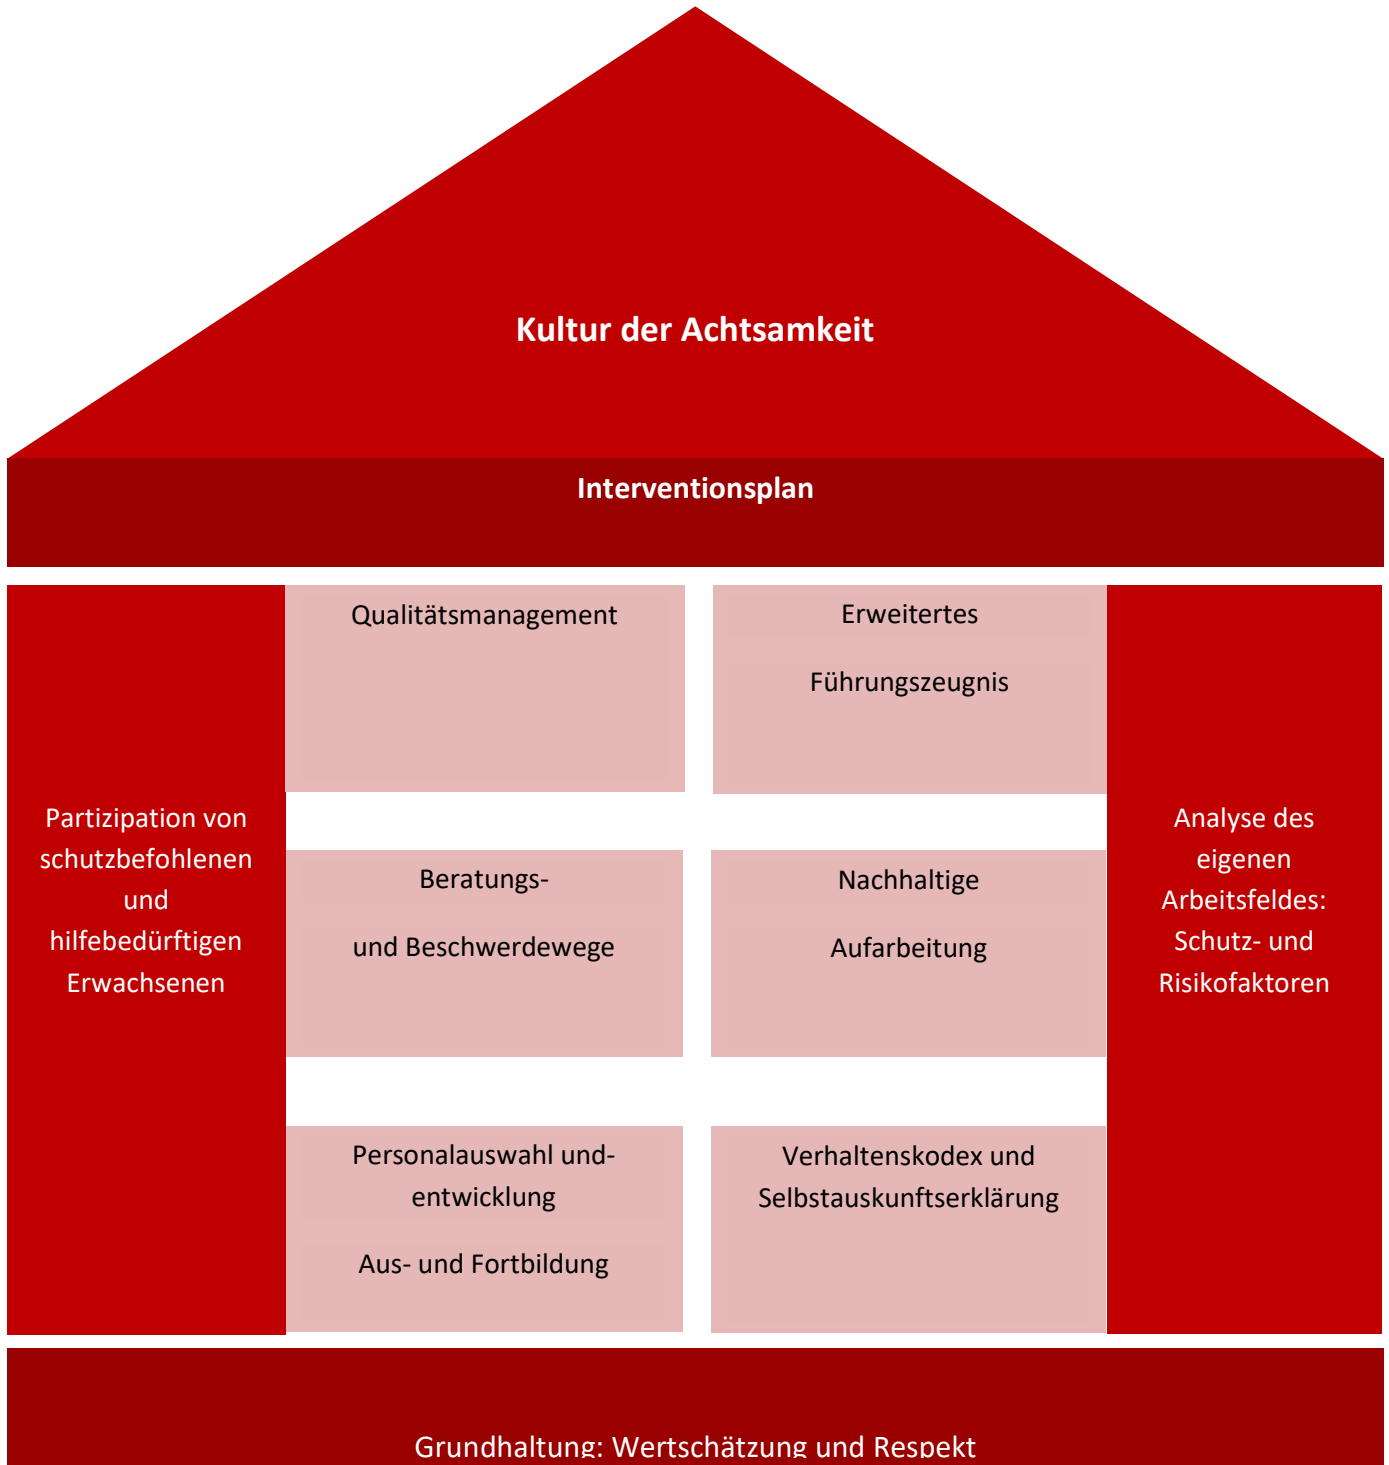 Kultur der Achtsamkeit
Interventionsplan
Partizipation von
schutzbefohlenen
und
hilfebedürftigen
Erwachsenen
Qualitätsmanagement
Erweitertes
Führungszeugnis
Beratungs-
und Beschwerdewege
Nachhaltige
Aufarbeitung
Personalauswahl und-
entwicklung
Aus- und Fortbildung
Verhaltenskodex und
Selbstauskunftserklärung
Analyse des
eigenen
Arbeitsfeldes:
Schutz- und
Risikofaktoren
Grundhaltung: Wertschätzung und Respekt